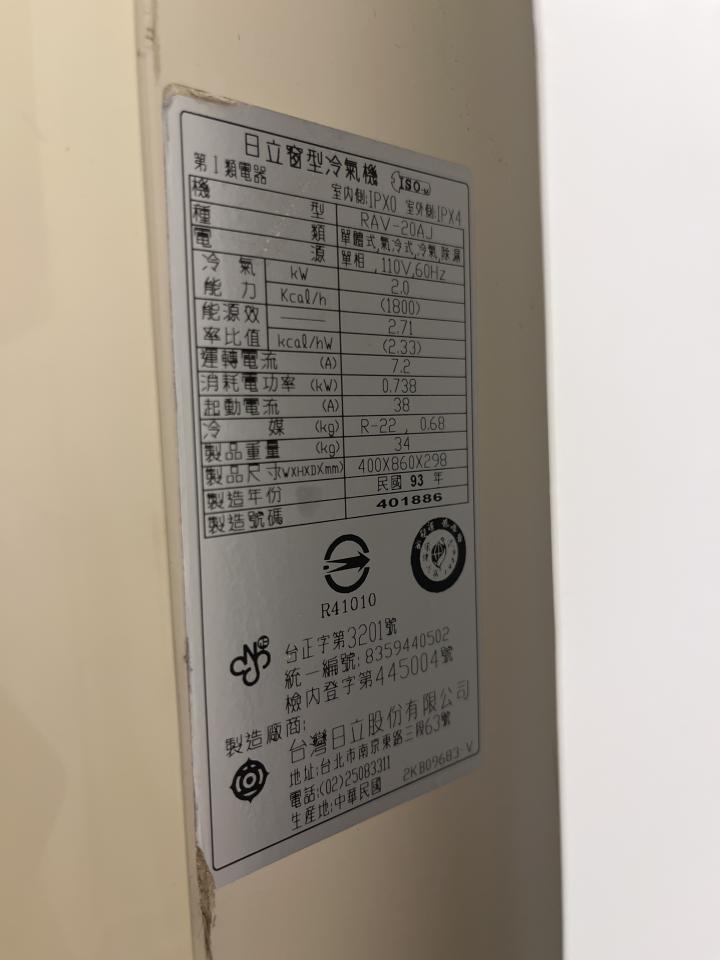 日立窗型冷氣機 ISO-M
第Ⅰ類電器 室內側:IPX0 室外側:IPX4
機型 RAV-20AJ
種類 單體式,氣冷式,冷氣,除濕
電源 單相,110V,60Hz
冷氣能力 kW 2.0
Kcal/h (1800)
能源效率比值 —— 2.71
kcal/hW (2.33)
運轉電流 (A) 7.2
消耗電功率 (kW) 0.738
起動電流 (A) 38
冷媒 (kg) R-22 , 0.68
製品重量 (kg) 34
製品尺寸WXHXD(mm) 400X860X298
製造年份 民國 93 年
製造號碼 401886
R41010
台正字第3201號
統一編號:8359440502
檢內登字第445004號
製造廠商:
台灣日立股份有限公司
地址:台北市南京東路三段63號
電話:(02)25083311
生産地:中華民國 2KB09683-V